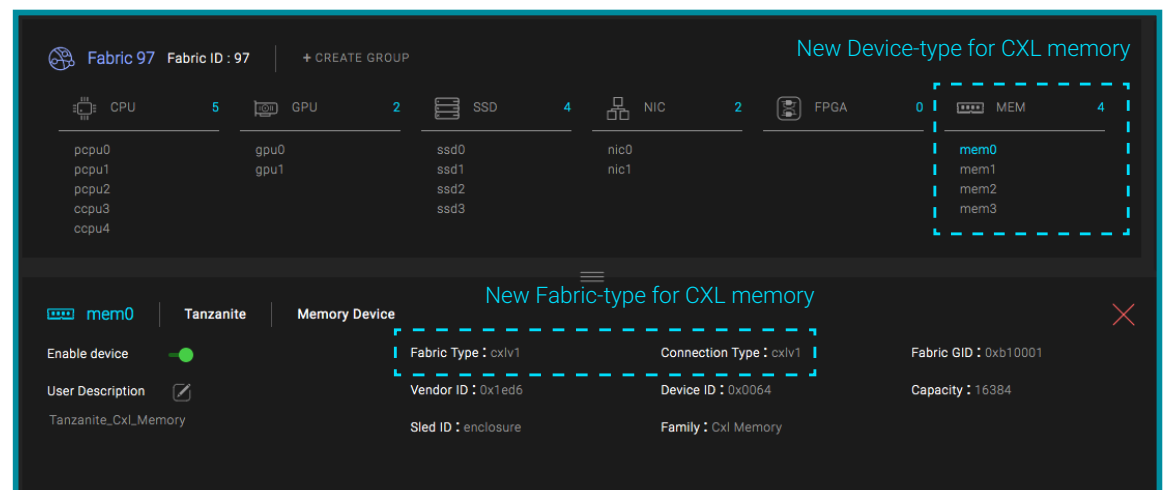 New Device-type for CXL memory
Fabric 97 Fabric ID : 97 + CREATE GROUP
CPU 5 GPU 2 SSD 4 NIC 2 FPGA 0 MEM 4
pcpu0 gpu0 ssd0 nic0 mem0
pcpu1 gpu1 ssd1 nic1 mem1
pcpu2 ssd2 mem2
ccpu3 ssd3 mem3
ccpu4
New Fabric-type for CXL memory
mem0 Tanzanite Memory Device
Enable device Fabric Type : cxlv1 Connection Type : cxlv1 Fabric GID : 0xb10001
User Description Vendor ID : 0x1ed6 Device ID : 0x0064 Capacity : 16384
Tanzanite_Cxl_Memory Sled ID : enclosure Family : Cxl Memory